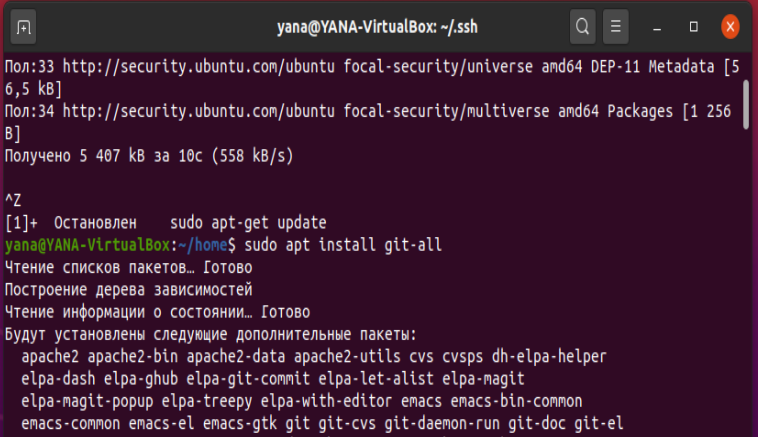 yana@YANA-VirtualBox: ~/.ssh
Пол:33 http://security.ubuntu.com/ubuntu focal-security/universe amd64 DEP-11 Metadata [5
6,5 kB]
Пол:34 http://security.ubuntu.com/ubuntu focal-security/multiverse amd64 Packages [1 256
B]
Получено 5 407 kB за 10с (558 kB/s)
^Z
[1]+  Остановлен    sudo apt-get update
yana@YANA-VirtualBox:~/home$ sudo apt install git-all
Чтение списков пакетов… Готово
Построение дерева зависимостей
Чтение информации о состоянии… Готово
Будут установлены следующие дополнительные пакеты:
  apache2 apache2-bin apache2-data apache2-utils cvs cvsps dh-elpa-helper
  elpa-dash elpa-ghub elpa-git-commit elpa-let-alist elpa-magit
  elpa-magit-popup elpa-treepy elpa-with-editor emacs emacs-bin-common
  emacs-common emacs-el emacs-gtk git git-cvs git-daemon-run git-doc git-el